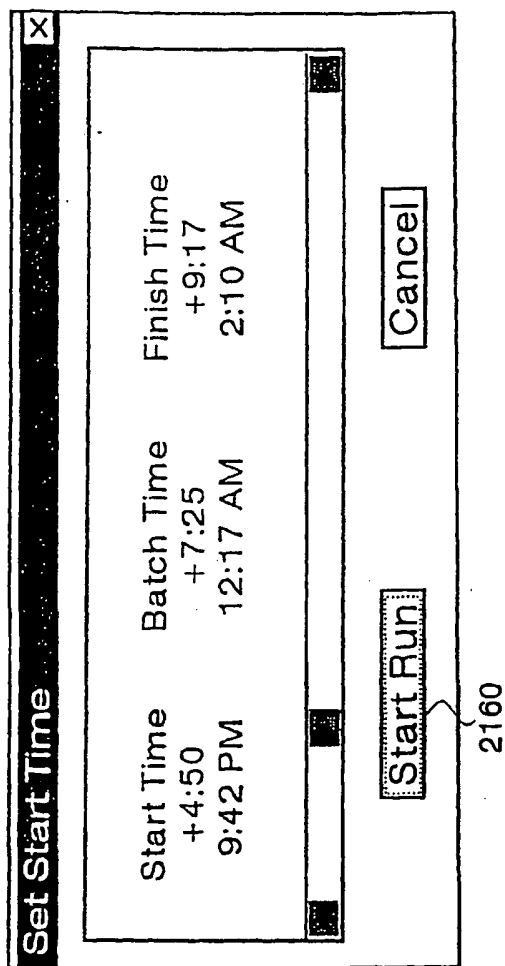 Set Start Time X
Start Time Batch Time Finish Time
+4:50 +7:25 +9:17
9:42 PM 12:17 AM 2:10 AM
Start Run Cancel
2160